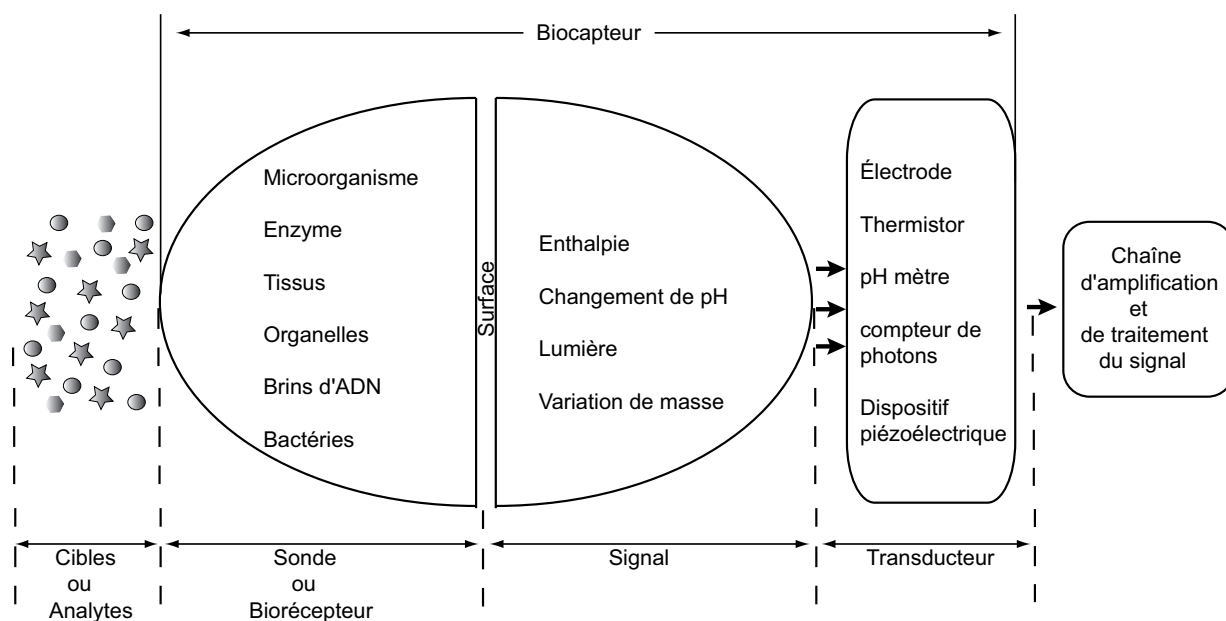 Biocapteur
Microorganisme
Enzyme
Tissus
Organelles
Brins d'ADN
Bactéries
Surface
Enthalpie
Changement de pH
Lumière
Variation de masse
Électrode
Thermistor
pH mètre
compteur de
photons
Dispositif
piézoélectrique
Chaîne
d'amplification
et
de traitement
du signal
Cibles
ou
Analytes
Sonde
ou
Biorécepteur
Signal
Transducteur